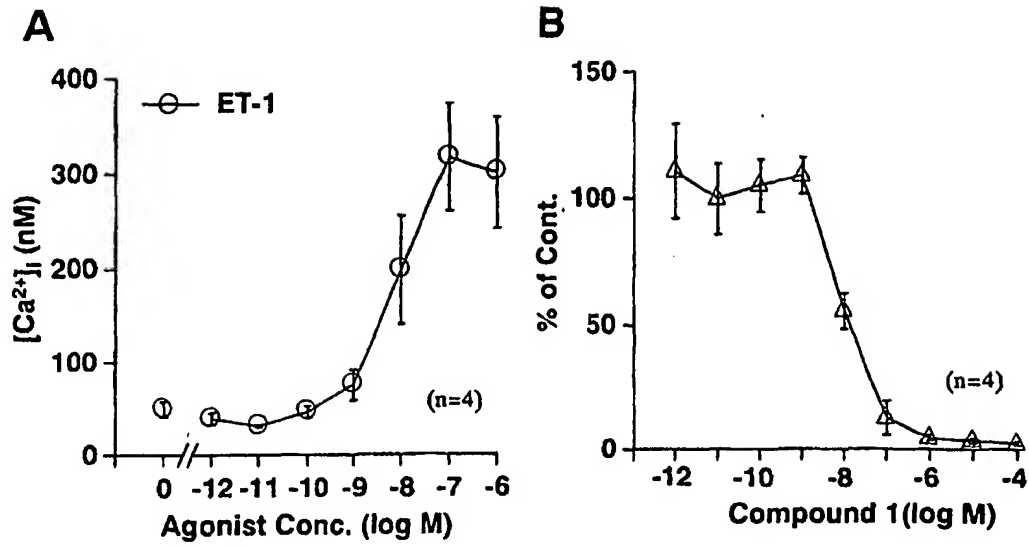 A
400
300
200
100
0
[Ca2+]i (nM)
ET-1
(n=4)
0 -12 -11 -10 -9 -8 -7 -6
Agonist Conc. (log M)
B
150
100
50
0
% of Cont.
(n=4)
-12 -10 -8 -6 -4
Compound 1(log M)